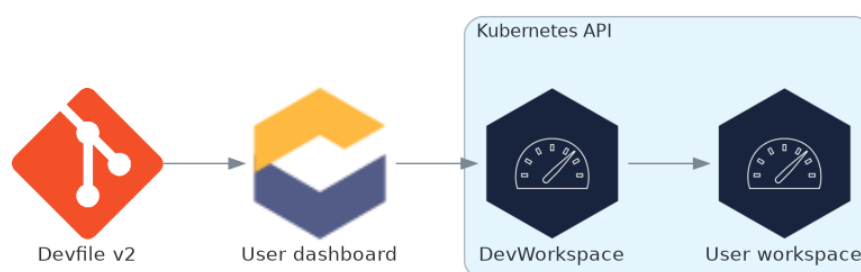 Kubernetes API
Devfile v2
User dashboard
DevWorkspace
User workspace